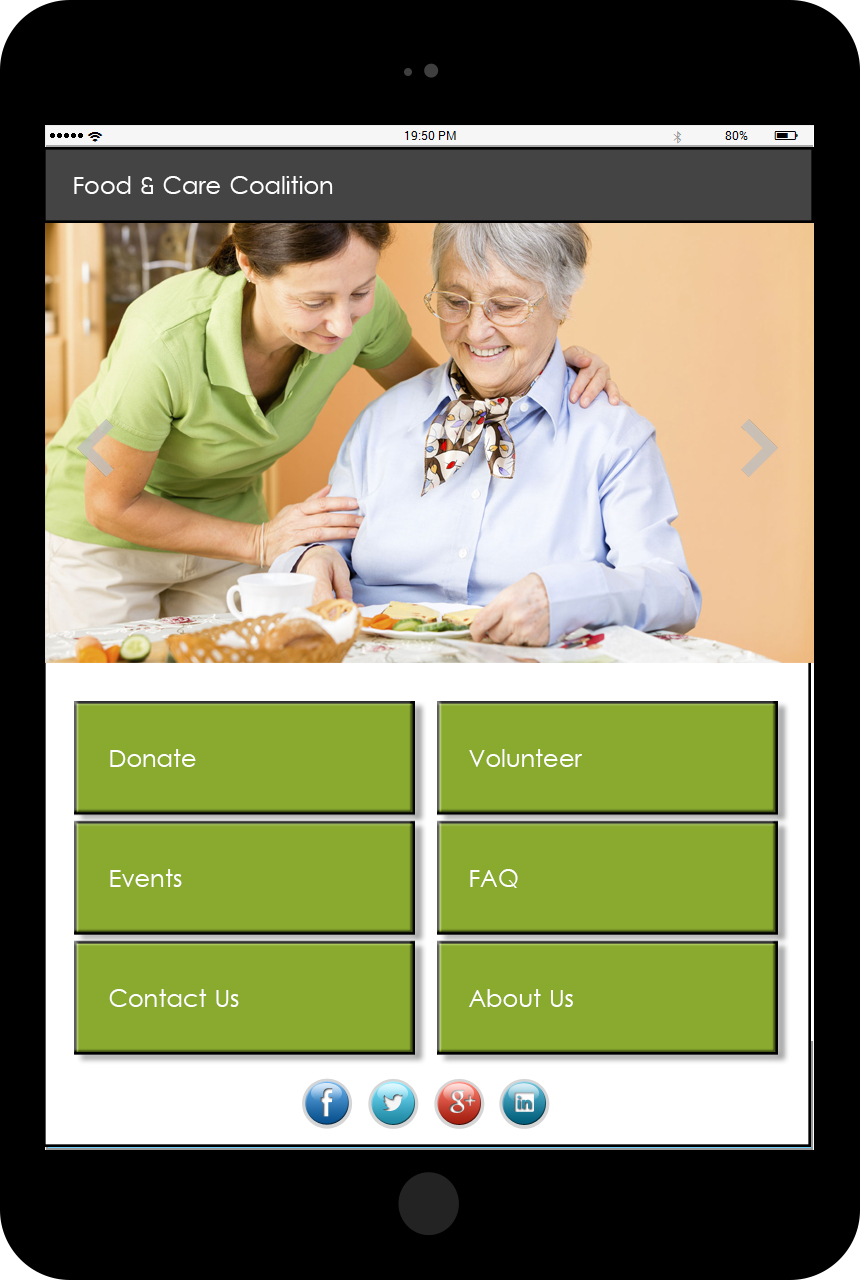 19:50 PM 80%
Food & Care Coalition
Donate Volunteer
Events FAQ
Contact Us About Us
f g+ in